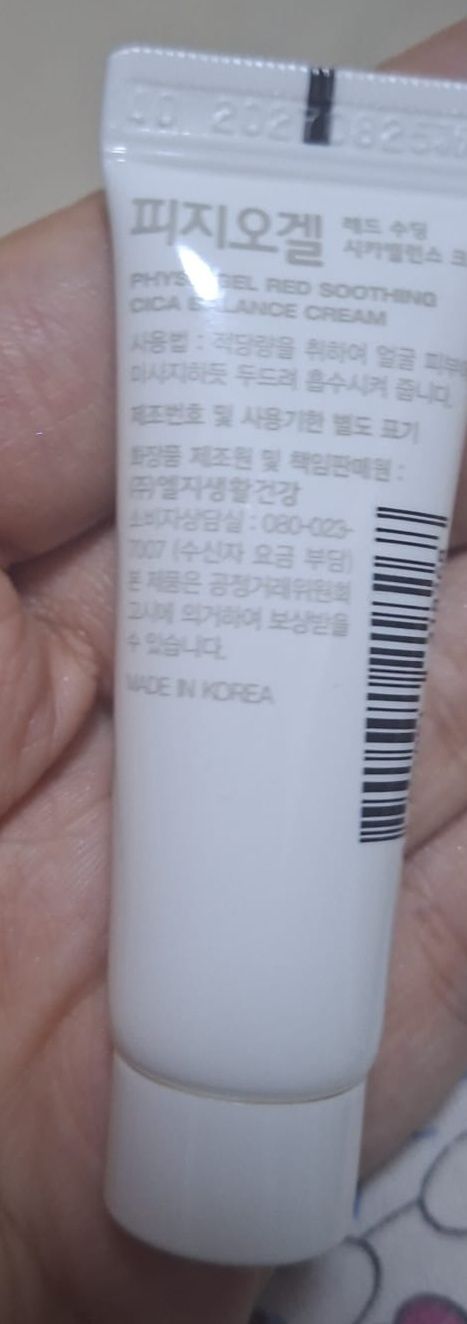 피지오겔 레드 수딩
시카밸런스
PHYSIOGEL RED SOOTHING
CICA BALANCE CREAM
사용법 : 적당량을 취하여 얼굴
마사지하듯 두드려 흡수시켜 줍니다.
제조번호 및 사용기한 별도 표기
화장품 제조원 및 책임판매원 :
(주)엘지생활건강
소비자상담실 : 080-023-
7007 (수신자 요금 부담)
본 제품은 공정거래위원회
고시에 의거하여 보상받을
수 있습니다.
MADE IN KOREA